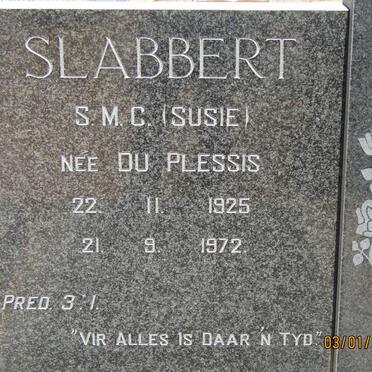 SLABBERT
S.M.C. (SUSIE)
NÉE DU PLESSIS
22. 11. 1925
21. 9. 1972.
PRED. 3:1.
"VIR ALLES IS DAAR 'N TYD."
03/01/